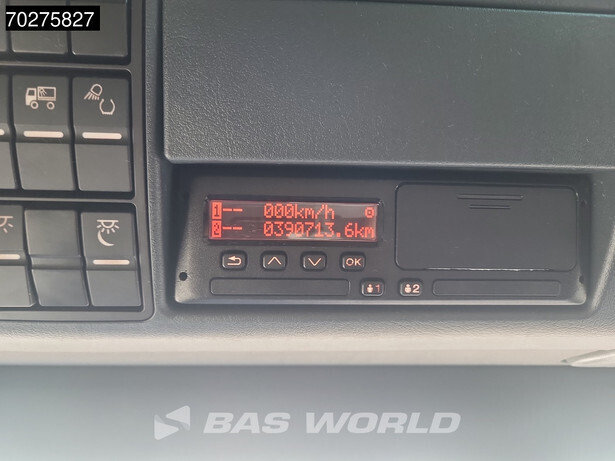 70275827
1-- 000km/h
2-- 0390713.6km
OK
1 2
BAS WORLD